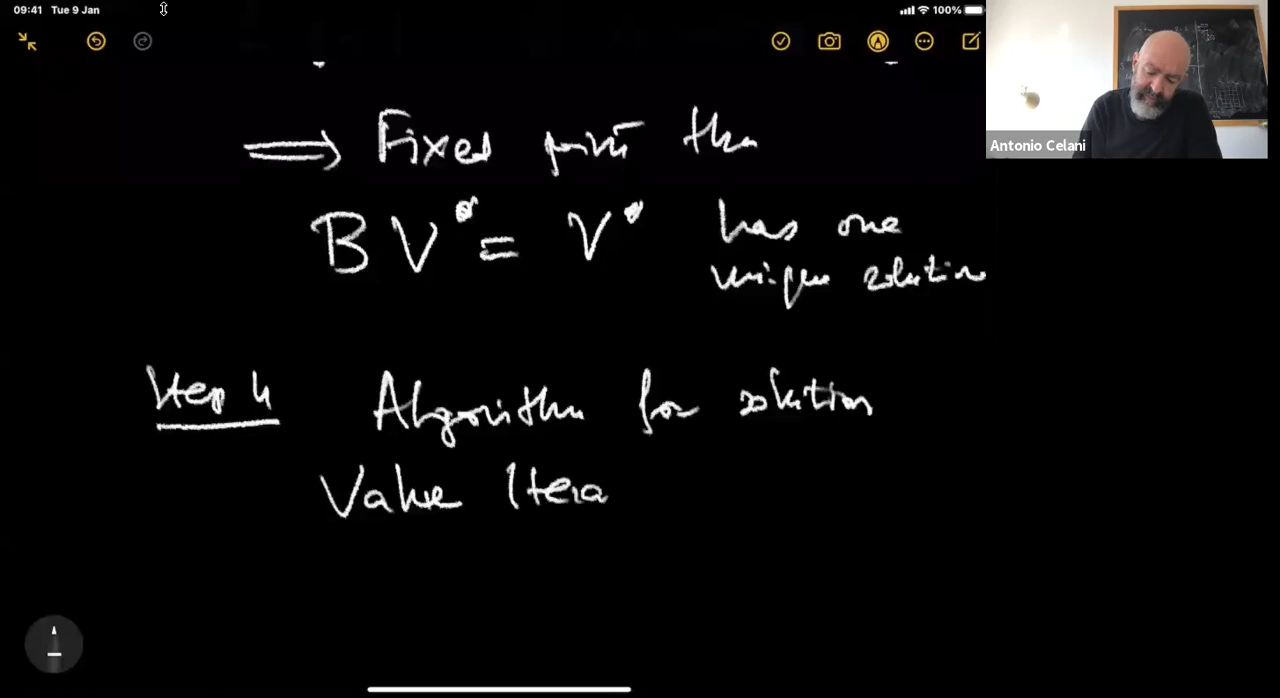 09:41 Tue 9 Jan 100%
Antonio Celani
⟹ Fixed point thm
BV* = V* has one
unique solution
Step 4 Algorithm for solution
Value Itera